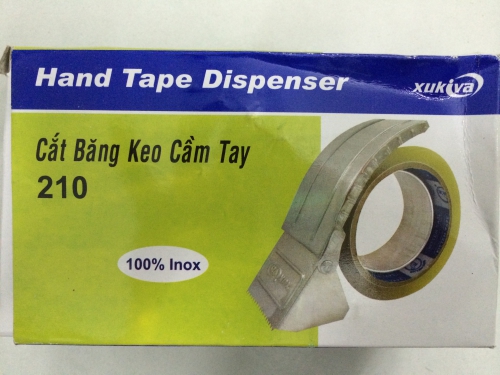 Hand Tape Dispenser
xukiva
Cắt Băng Keo Cầm Tay
210
100% Inox